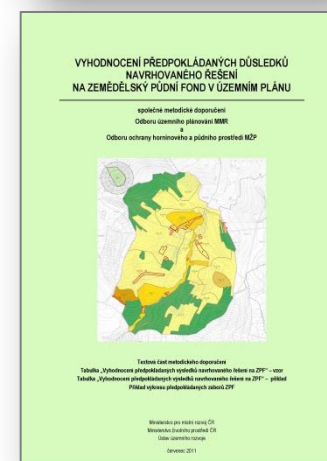 VYHODNOCENÍ PŘEDPOKLÁDANÝCH DŮSLEDKŮ
NAVRHOVANÉHO ŘEŠENÍ
NA ZEMĚDĚLSKÝ PŮDNÍ FOND V ÚZEMNÍM PLÁNU
společné metodické doporučení
Odboru územního plánování MMR
a
Odboru ochrany horninového a půdního prostředí MŽP
Textová část metodického doporučení
Tabulka „Vyhodnocení předpokládaných výsledků navrhovaného řešení na ZPF“ – vzor
Tabulka „Vyhodnocení předpokládaných výsledků navrhovaného řešení na ZPF“ – příklad
Příklad výkresu předpokládaných záborů ZPF
Ministerstvo pro místní rozvoj ČR
Ministerstvo životního prostředí ČR
Ústav územního rozvoje
červenec 2011